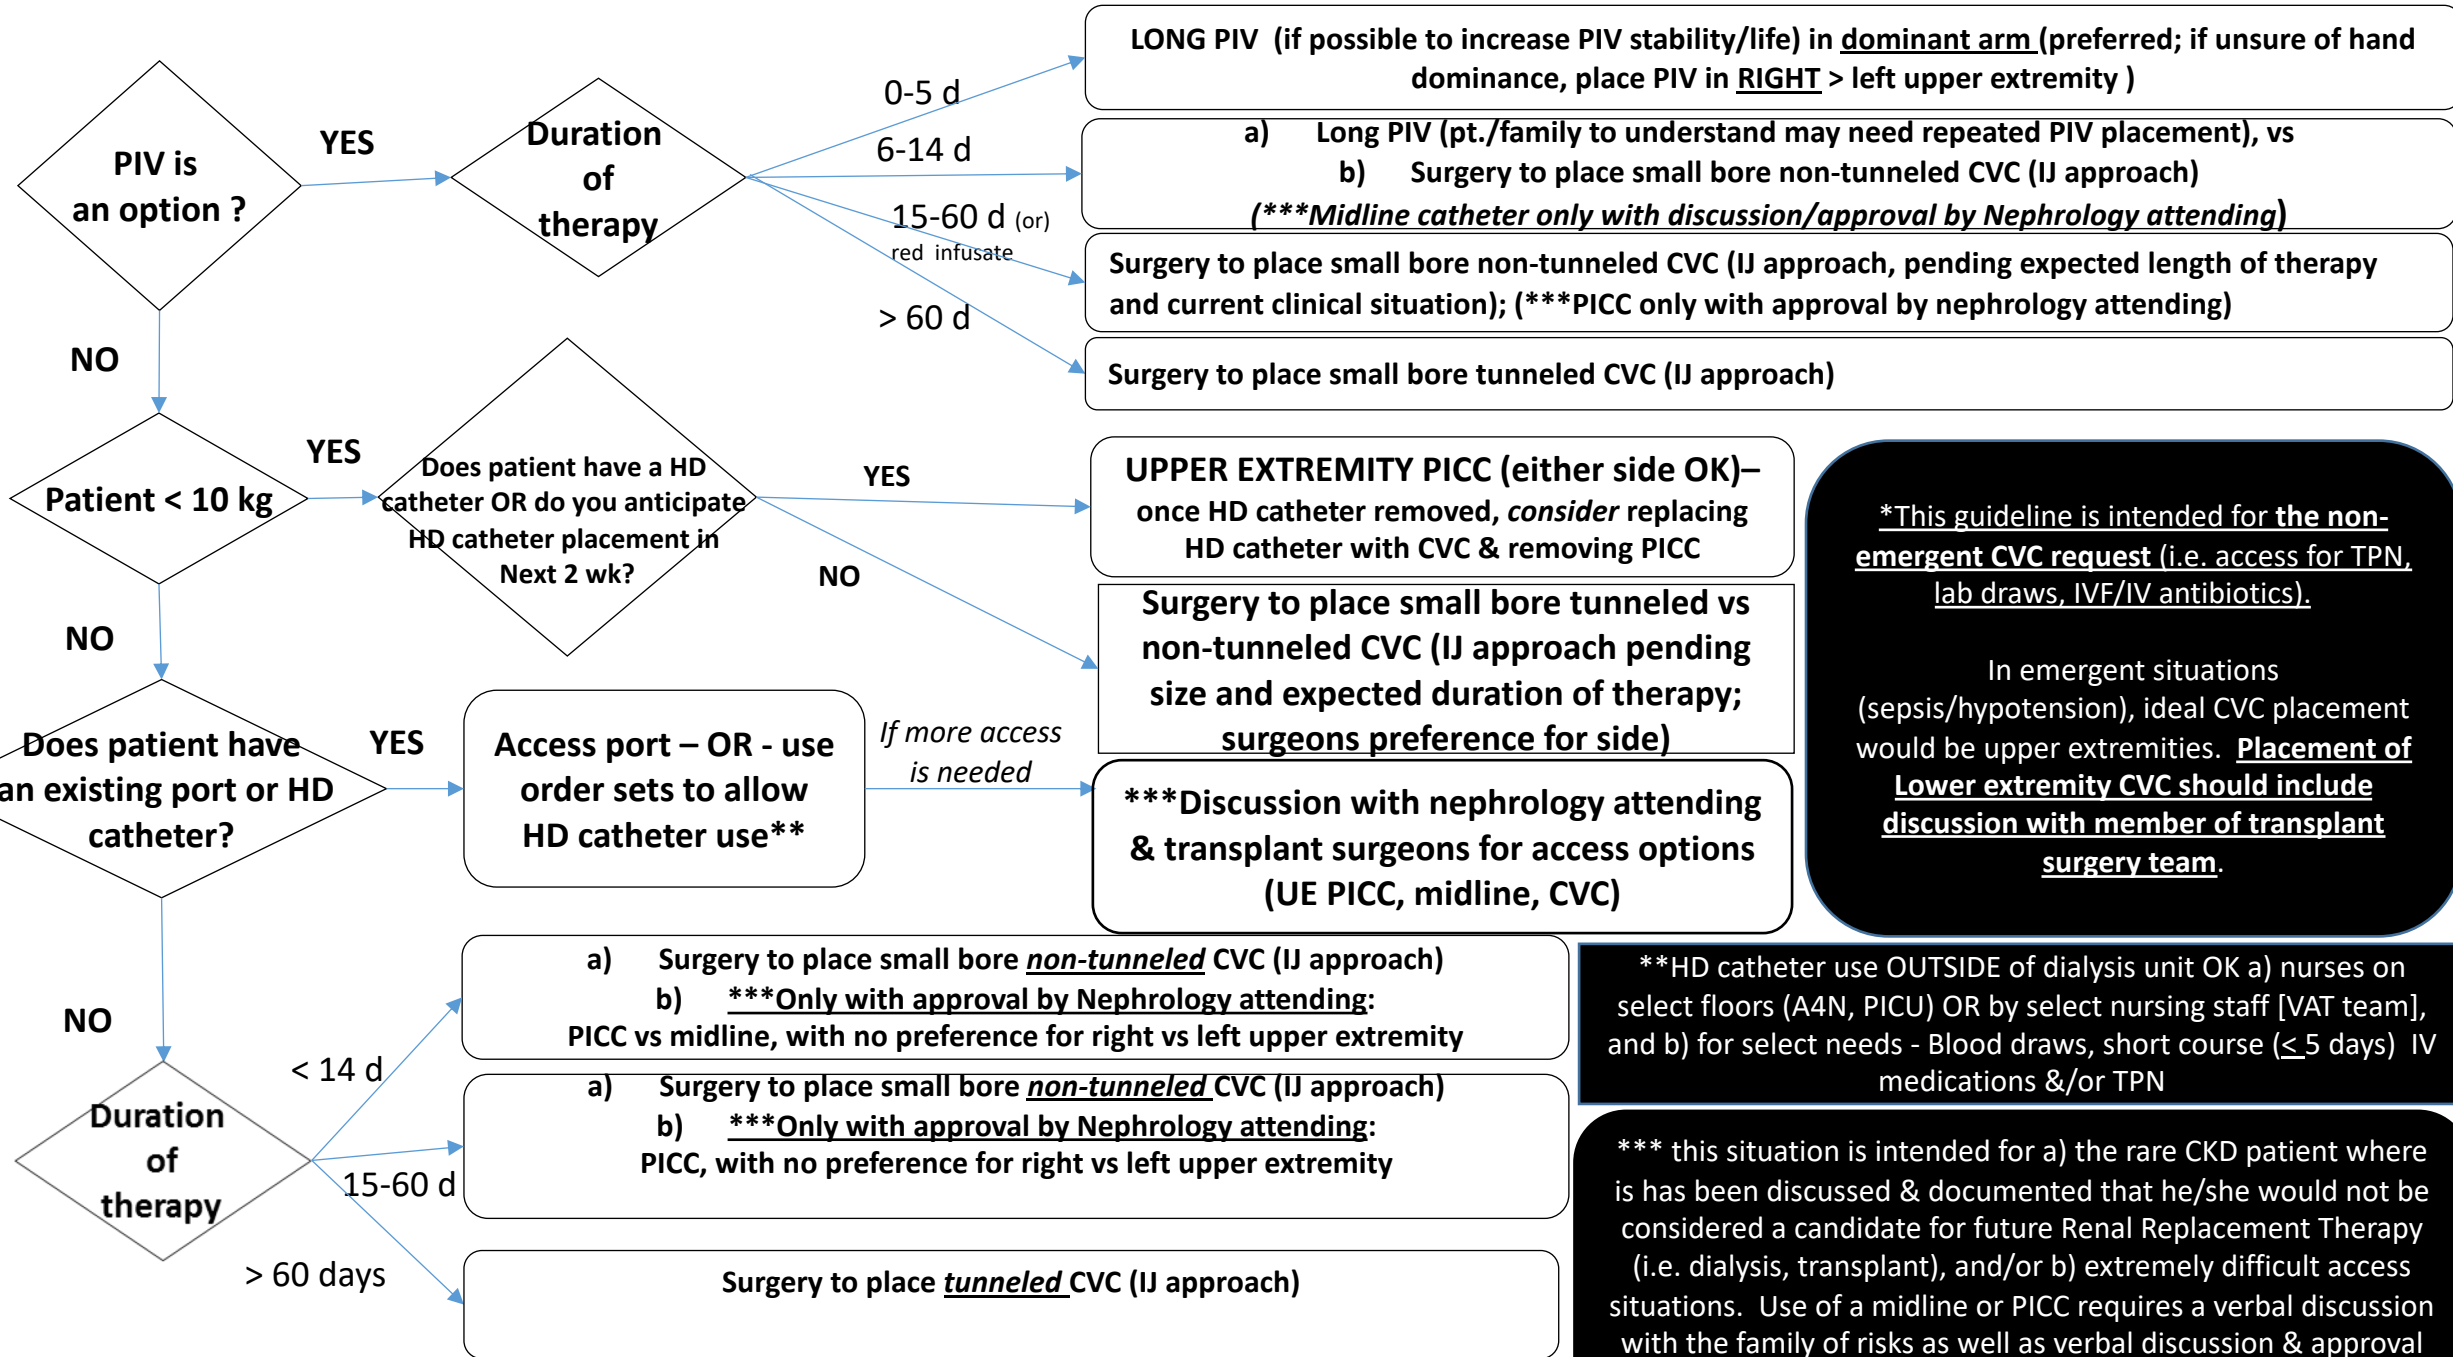 PIV is
an option ?
YES
NO
Duration
of
therapy
0-5 d
6-14 d
15-60 d (or)
red infusate
> 60 d
LONG PIV (if possible to increase PIV stability/life) in dominant arm (preferred; if unsure of hand
dominance, place PIV in RIGHT > left upper extremity )
a) Long PIV (pt./family to understand may need repeated PIV placement), vs
b) Surgery to place small bore non-tunneled CVC (IJ approach)
(***Midline catheter only with discussion/approval by Nephrology attending)
Surgery to place small bore non-tunneled CVC (IJ approach, pending expected length of therapy
and current clinical situation); (***PICC only with approval by nephrology attending)
Surgery to place small bore tunneled CVC (IJ approach)
Patient < 10 kg
YES
NO
Does patient have a HD
catheter OR do you anticipate
HD catheter placement in
Next 2 wk?
YES
NO
UPPER EXTREMITY PICC (either side OK)–
once HD catheter removed, consider replacing
HD catheter with CVC & removing PICC
Surgery to place small bore tunneled vs
non-tunneled CVC (IJ approach pending
size and expected duration of therapy;
surgeons preference for side)
Does patient have
an existing port or HD
catheter?
YES
NO
Access port – OR - use
order sets to allow
HD catheter use**
If more access
is needed
***Discussion with nephrology attending
& transplant surgeons for access options
(UE PICC, midline, CVC)
Duration
of
therapy
< 14 d
15-60 d
> 60 days
a) Surgery to place small bore non-tunneled CVC (IJ approach)
b) ***Only with approval by Nephrology attending:
PICC vs midline, with no preference for right vs left upper extremity
a) Surgery to place small bore non-tunneled CVC (IJ approach)
b) ***Only with approval by Nephrology attending:
PICC, with no preference for right vs left upper extremity
Surgery to place tunneled CVC (IJ approach)
*This guideline is intended for the non-
emergent CVC request (i.e. access for TPN,
lab draws, IVF/IV antibiotics).
In emergent situations
(sepsis/hypotension), ideal CVC placement
would be upper extremities. Placement of
Lower extremity CVC should include
discussion with member of transplant
surgery team.
**HD catheter use OUTSIDE of dialysis unit OK a) nurses on
select floors (A4N, PICU) OR by select nursing staff [VAT team],
and b) for select needs - Blood draws, short course (< 5 days) IV
medications &/or TPN
*** this situation is intended for a) the rare CKD patient where
is has been discussed & documented that he/she would not be
considered a candidate for future Renal Replacement Therapy
(i.e. dialysis, transplant), and/or b) extremely difficult access
situations. Use of a midline or PICC requires a verbal discussion
with the family of risks as well as verbal discussion & approval